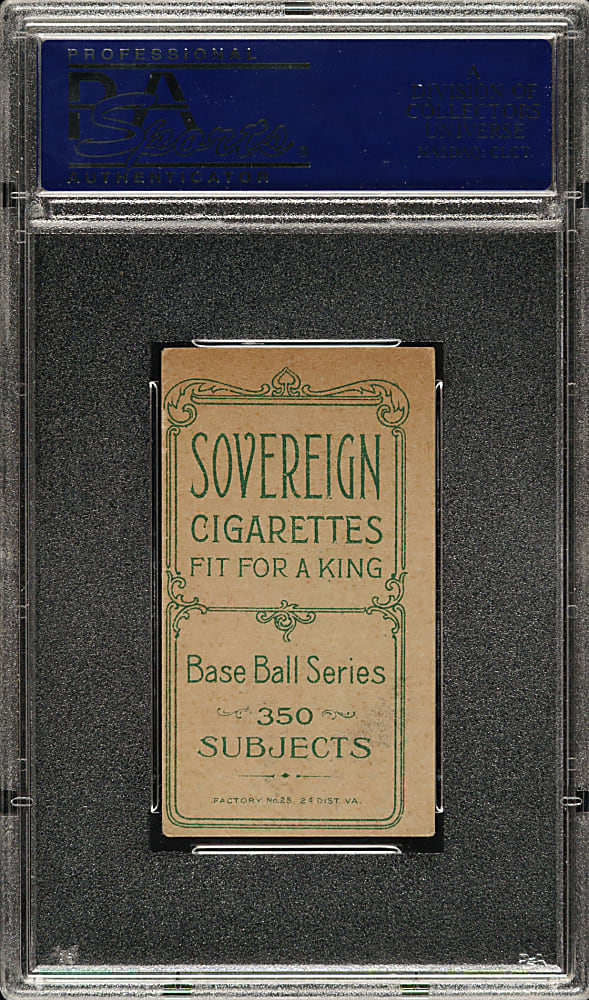 PROFESSIONAL
PSA
Sports
AUTHENTICATOR
A
DIVISION OF
COLLECTORS
UNIVERSE
SOVEREIGN
CIGARETTES
FIT FOR A KING
Base Ball Series
350
SUBJECTS
FACTORY No. 25. 2d DIST. VA.
PSA